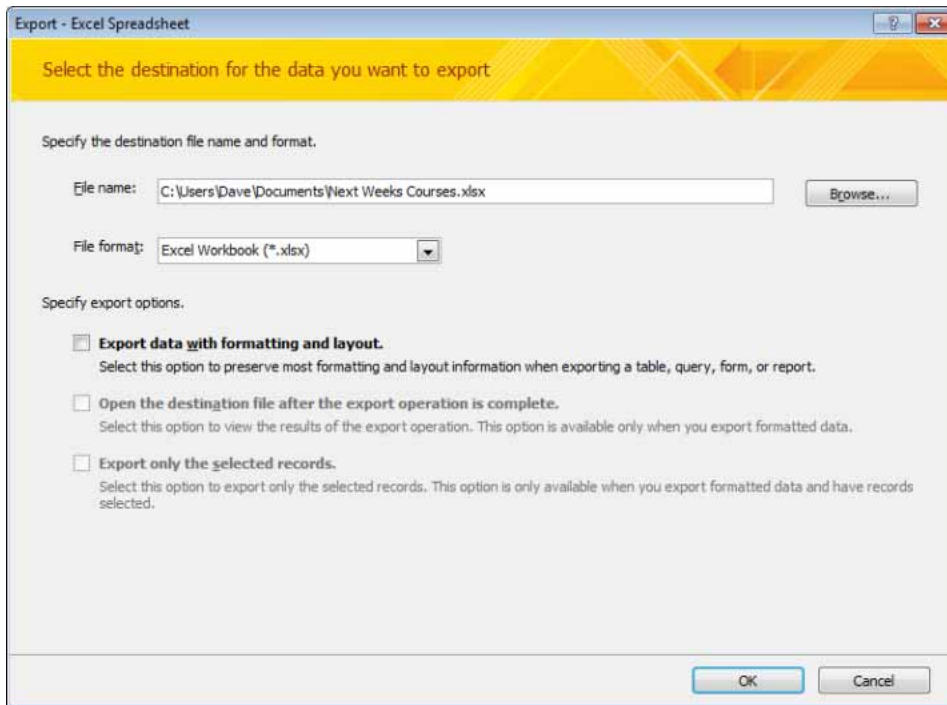 Export - Excel Spreadsheet
Select the destination for the data you want to export
Specify the destination file name and format.
File name: C:\Users\Dave\Documents\Next Weeks Courses.xlsx Browse...
File format: Excel Workbook (*.xlsx)
Specify export options.
Export data with formatting and layout.
Select this option to preserve most formatting and layout information when exporting a table, query, form, or report.
Open the destination file after the export operation is complete.
Select this option to view the results of the export operation. This option is available only when you export formatted data.
Export only the selected records.
Select this option to export only the selected records. This option is only available when you export formatted data and have records
selected.
OK Cancel